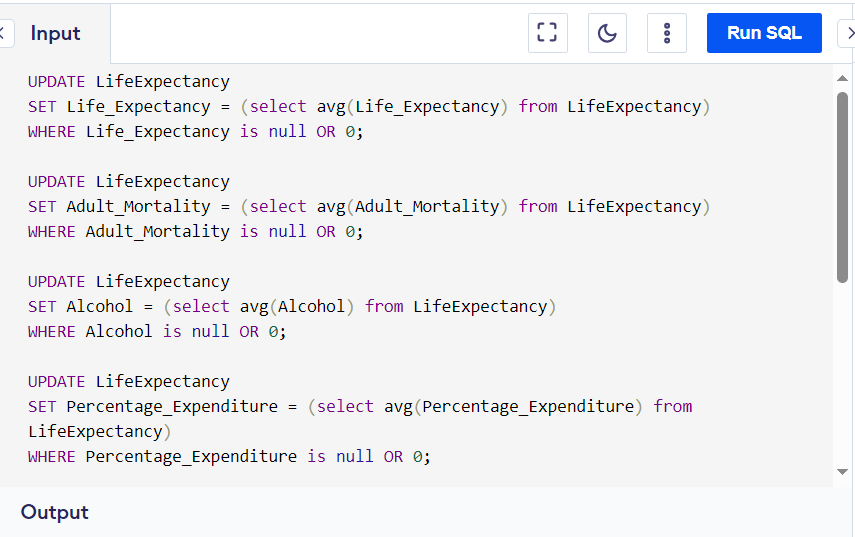 Input
Run SQL
UPDATE LifeExpectancy
SET Life_Expectancy = (select avg(Life_Expectancy) from LifeExpectancy)
WHERE Life_Expectancy is null OR 0;
UPDATE LifeExpectancy
SET Adult_Mortality = (select avg(Adult_Mortality) from LifeExpectancy)
WHERE Adult_Mortality is null OR 0;
UPDATE LifeExpectancy
SET Alcohol = (select avg(Alcohol) from LifeExpectancy)
WHERE Alcohol is null OR 0;
UPDATE LifeExpectancy
SET Percentage_Expenditure = (select avg(Percentage_Expenditure) from
LifeExpectancy)
WHERE Percentage_Expenditure is null OR 0;
Output